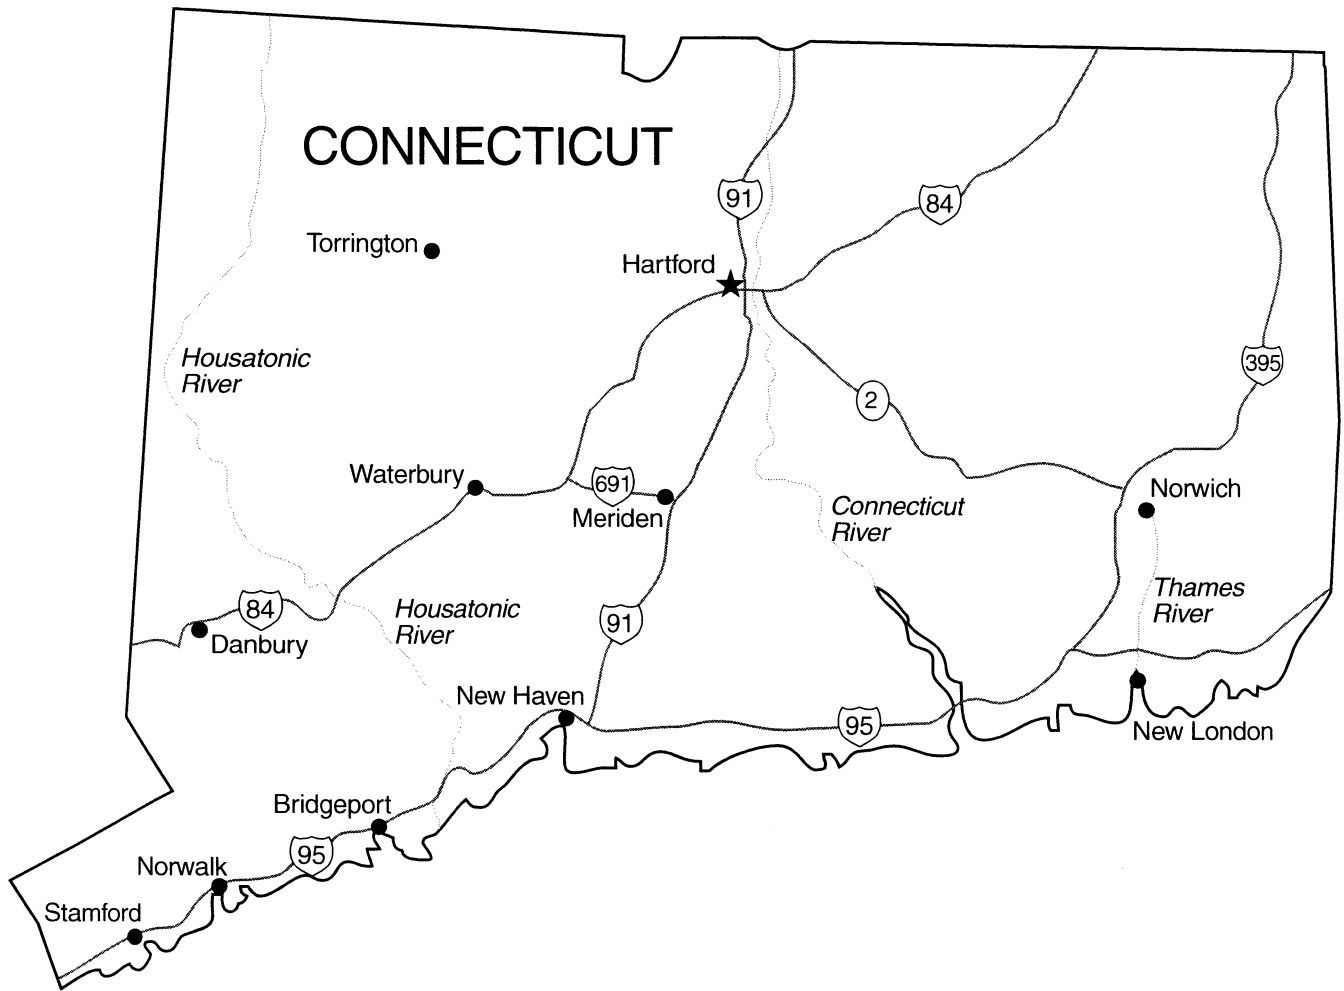 CONNECTICUT
91
84
Torrington
Hartford
Housatonic
River
395
2
Waterbury
691
Meriden
Norwich
Connecticut
River
Thames
River
84
Danbury
Housatonic
River
91
New Haven
95
New London
Bridgeport
95
Norwalk
Stamford